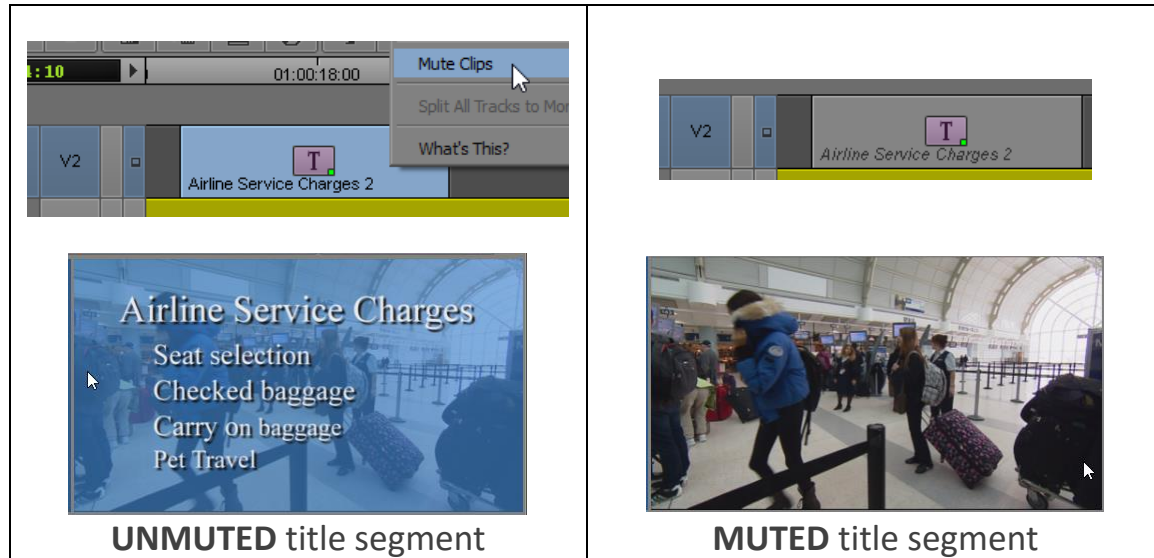 4:10
01:00:18:00
Mute Clips
Split All Tracks to Mor
What's This?
V2
T
Airline Service Charges 2
Airline Service Charges
Seat selection
Checked baggage
Carry on baggage
Pet Travel
UNMUTED title segment
V2
T
Airline Service Charges 2
MUTED title segment